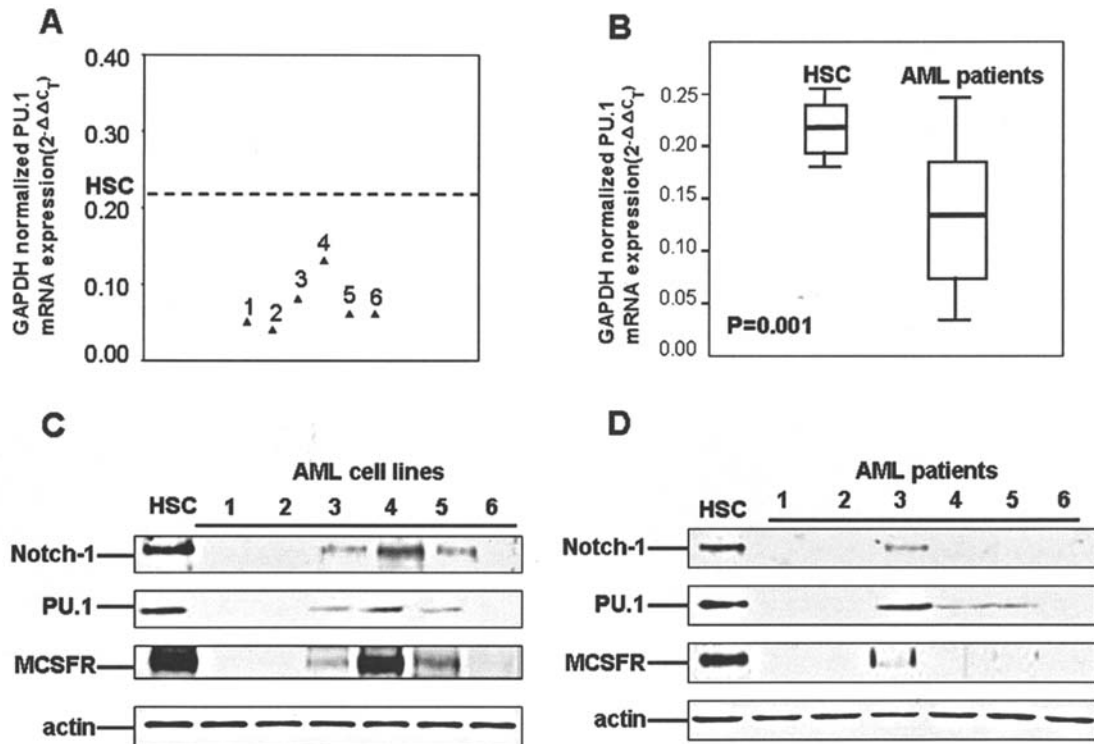 A
GAPDH normalized PU.1
mRNA expression(2-ΔΔCT)
0.40
0.30
HSC
0.20
0.10
0.00
1
2
3
4
5
6
B
GAPDH normalized PU.1
mRNA expression(2-ΔΔCT)
HSC
AML patients
0.25
0.20
0.15
0.10
0.05
0.00
P=0.001
C
AML cell lines
HSC 1 2 3 4 5 6
Notch-1
PU.1
MCSFR
actin
D
AML patients
HSC 1 2 3 4 5 6
Notch-1
PU.1
MCSFR
actin